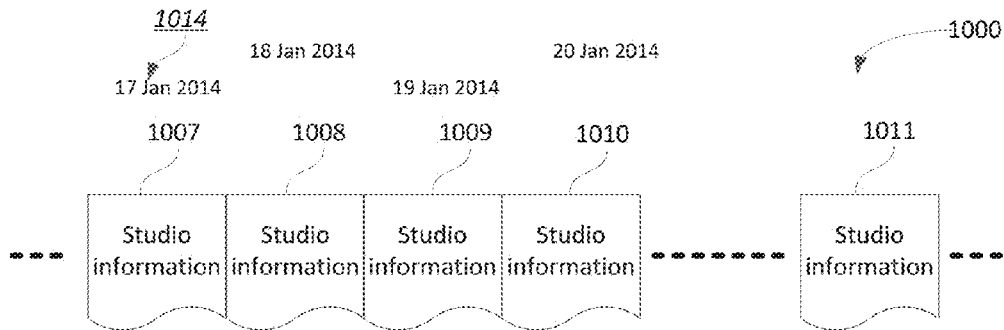 1014
18 Jan 2014
20 Jan 2014
1000
17 Jan 2014
19 Jan 2014
1007
1008
1009
1010
1011
Studio
information
Studio
information
Studio
information
Studio
information
Studio
information